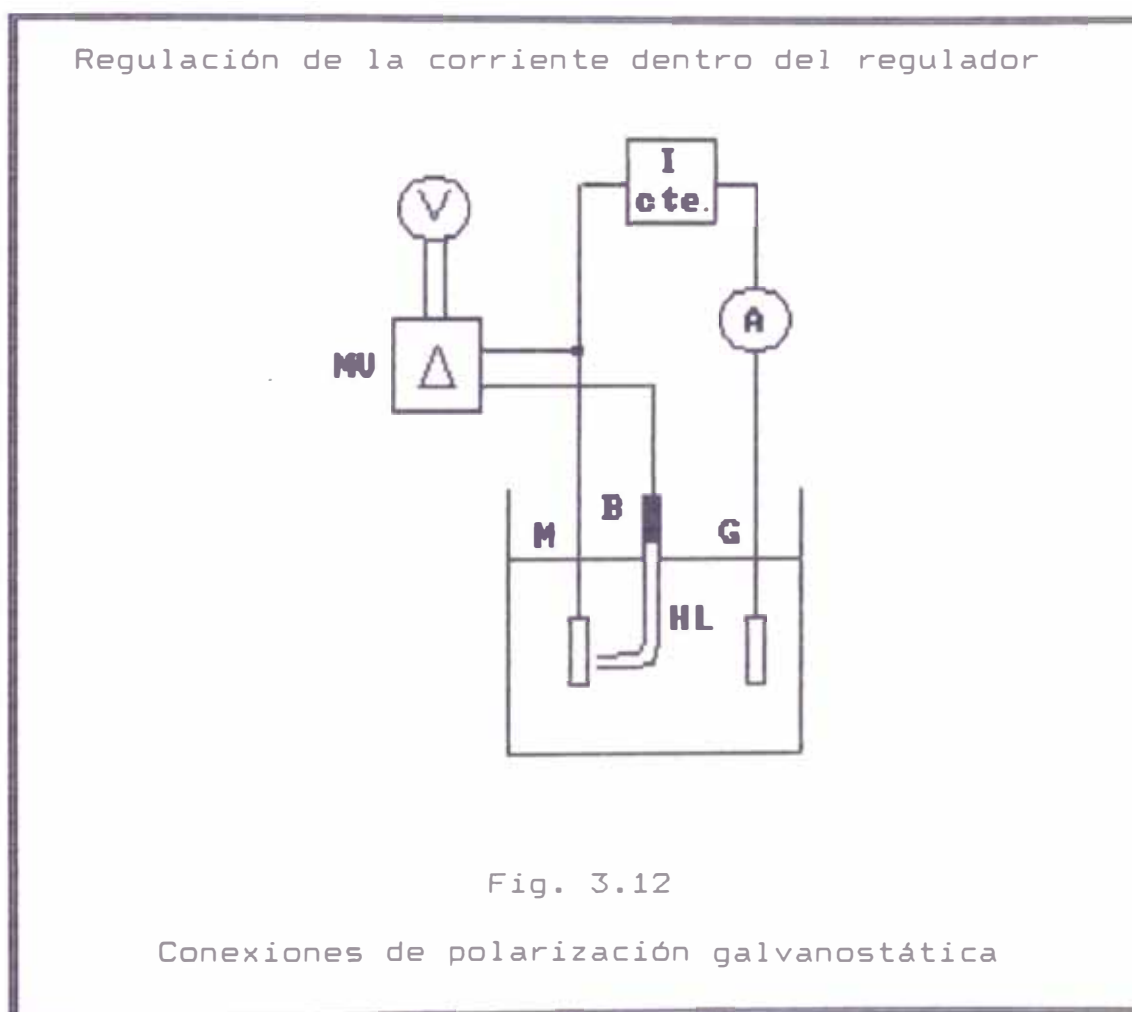 Regulación de la corriente dentro del regulador
I
cte.
V
A
MV
Δ
B
M
G
HL
Fig. 3.12
Conexiones de polarización galvanostática